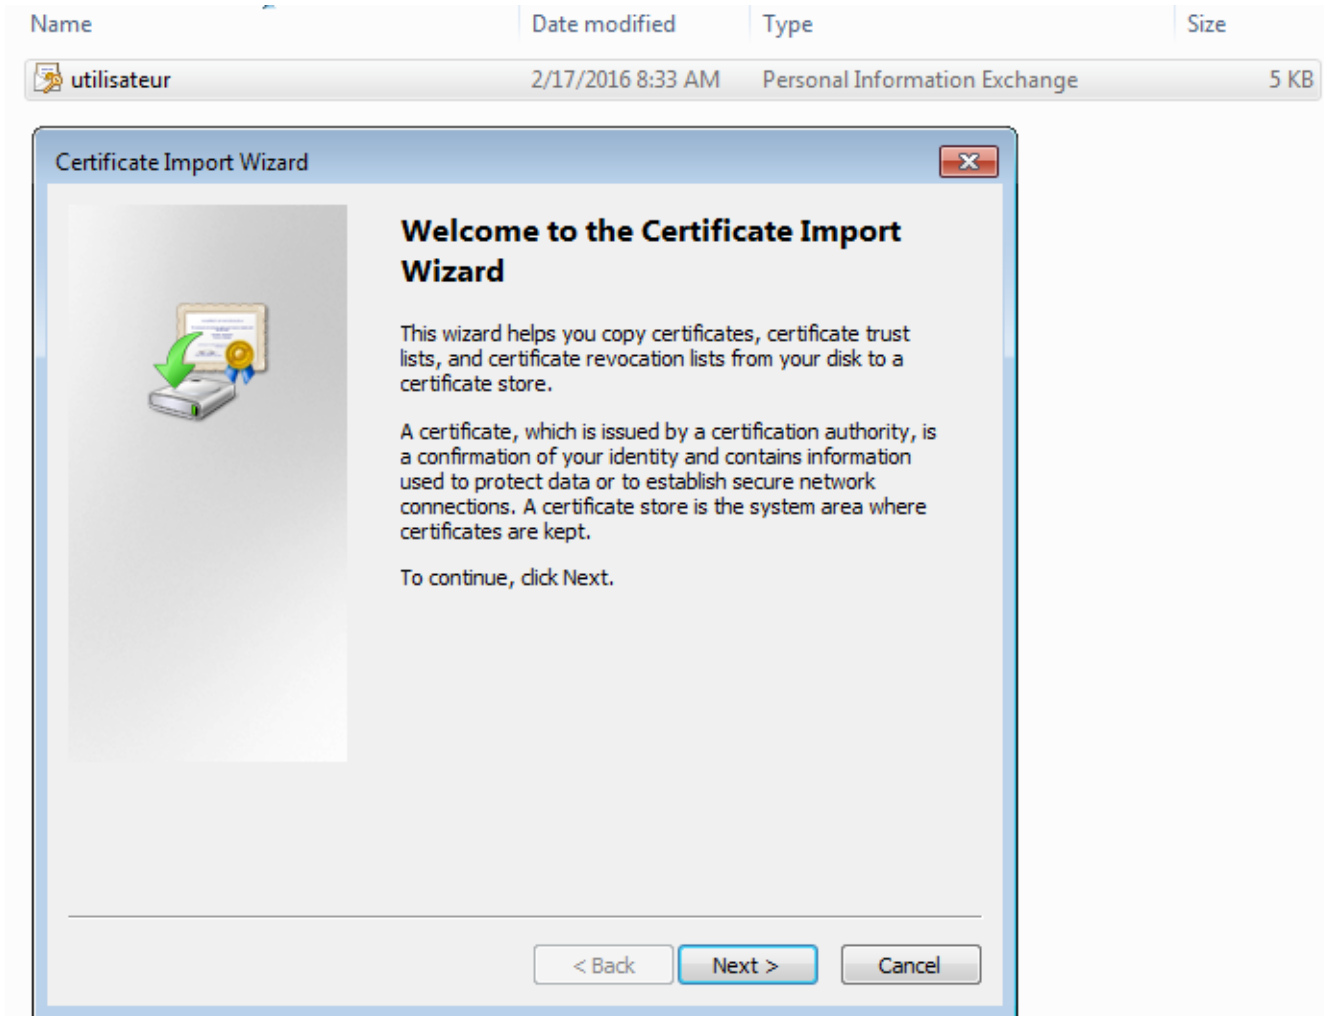 Name Date modified Type Size
utilisateur 2/17/2016 8:33 AM Personal Information Exchange 5 KB
Certificate Import Wizard
Welcome to the Certificate Import
Wizard
This wizard helps you copy certificates, certificate trust
lists, and certificate revocation lists from your disk to a
certificate store.
A certificate, which is issued by a certification authority, is
a confirmation of your identity and contains information
used to protect data or to establish secure network
connections. A certificate store is the system area where
certificates are kept.
To continue, click Next.
< Back Next > Cancel